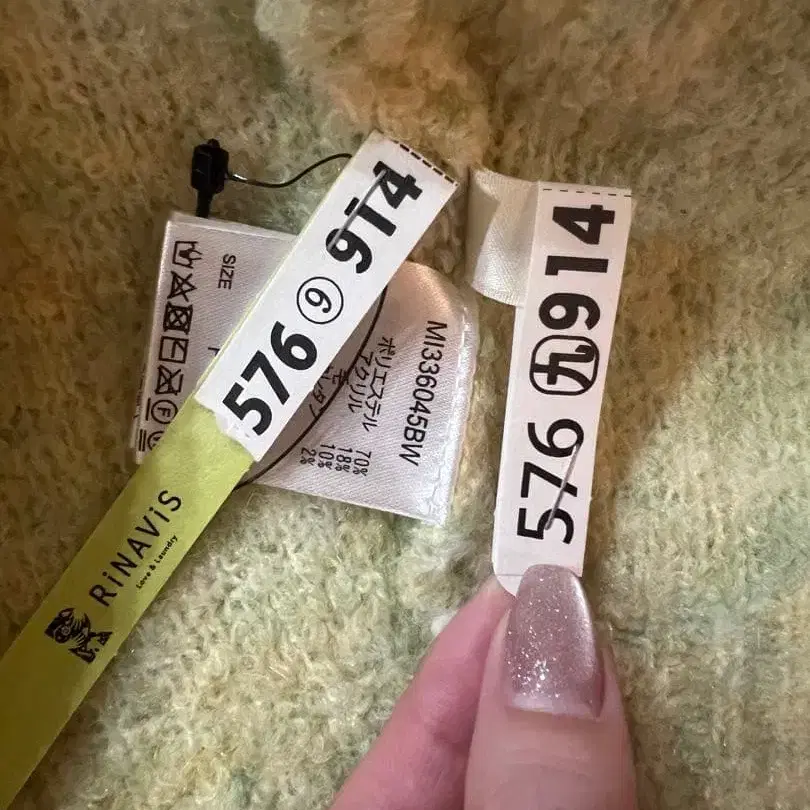 576 ⑨ 914
RiNAViS
Love & Laundry
SIZE
MI336045BW
ポリエステル 70%
アクリル 18%
モ 10%
2%
576 ㊈ 914